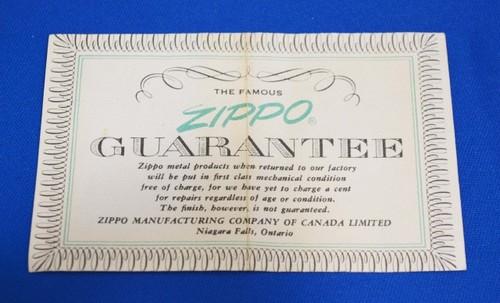 THE FAMOUS
ZIPPO®
GUARANTEE
Zippo metal products when returned to our factory
will be put in first class mechanical condition
free of charge, for we have yet to charge a cent
for repairs regardless of age or condition.
The finish, however, is not guaranteed.
ZIPPO MANUFACTURING COMPANY OF CANADA LIMITED
Niagara Falls, Ontario